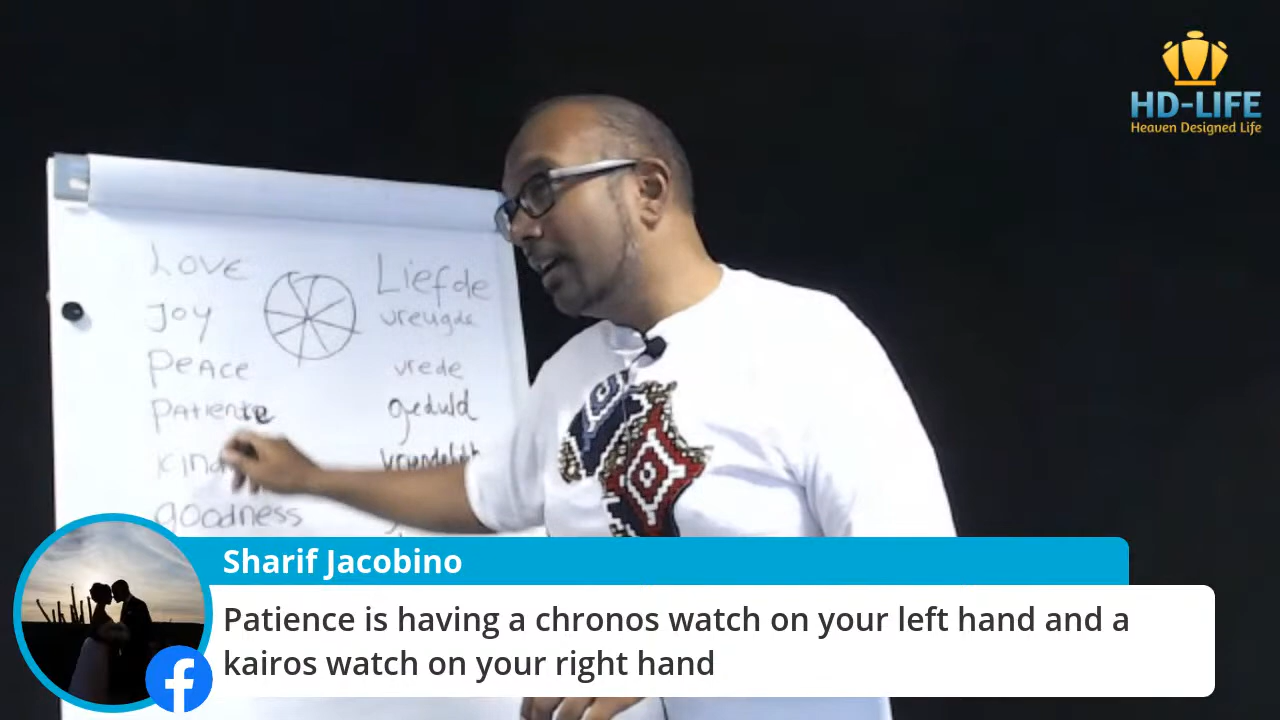 HD-LIFE
Heaven Designed Life
Love Liefde
Joy vreugde
Peace vrede
Patience geduld
goodness
Sharif Jacobino
Patience is having a chronos watch on your left hand and a
kairos watch on your right hand